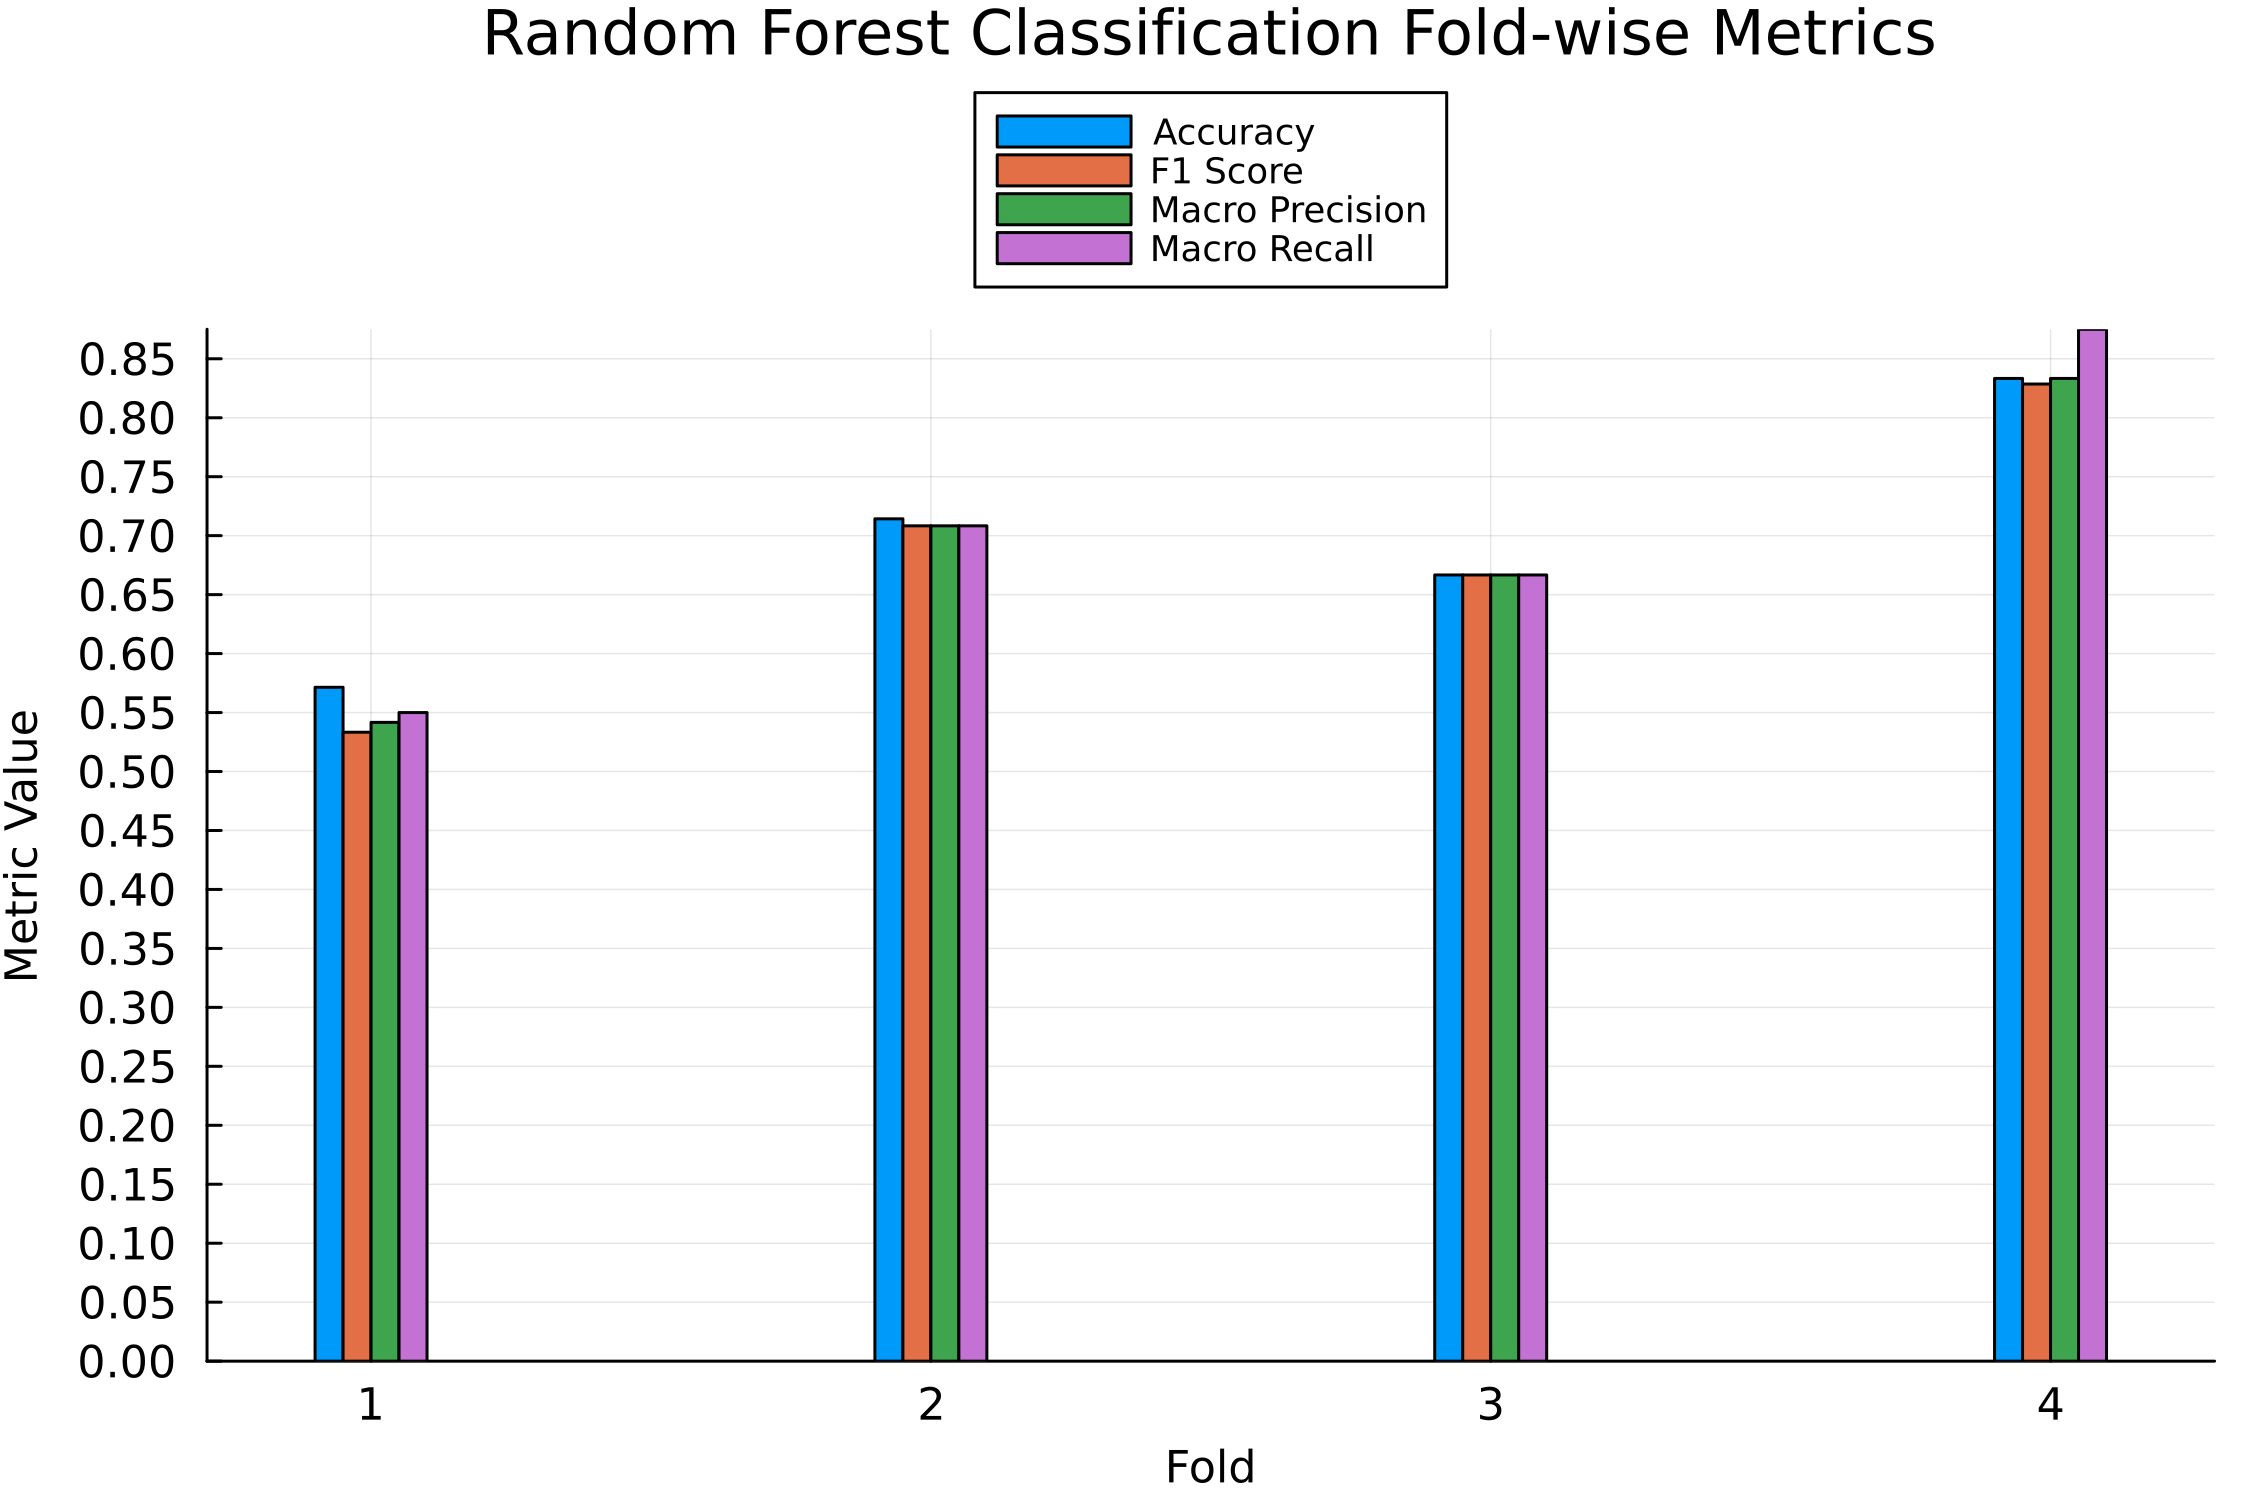 Random Forest Classification Fold-wise Metrics
Accuracy
F1 Score
Macro Precision
Macro Recall
0.85
0.80
0.75
0.70
0.65
0.60
0.55
0.50
0.45
0.40
0.35
0.30
0.25
0.20
0.15
0.10
0.05
0.00
Metric Value
1 2 3 4
Fold